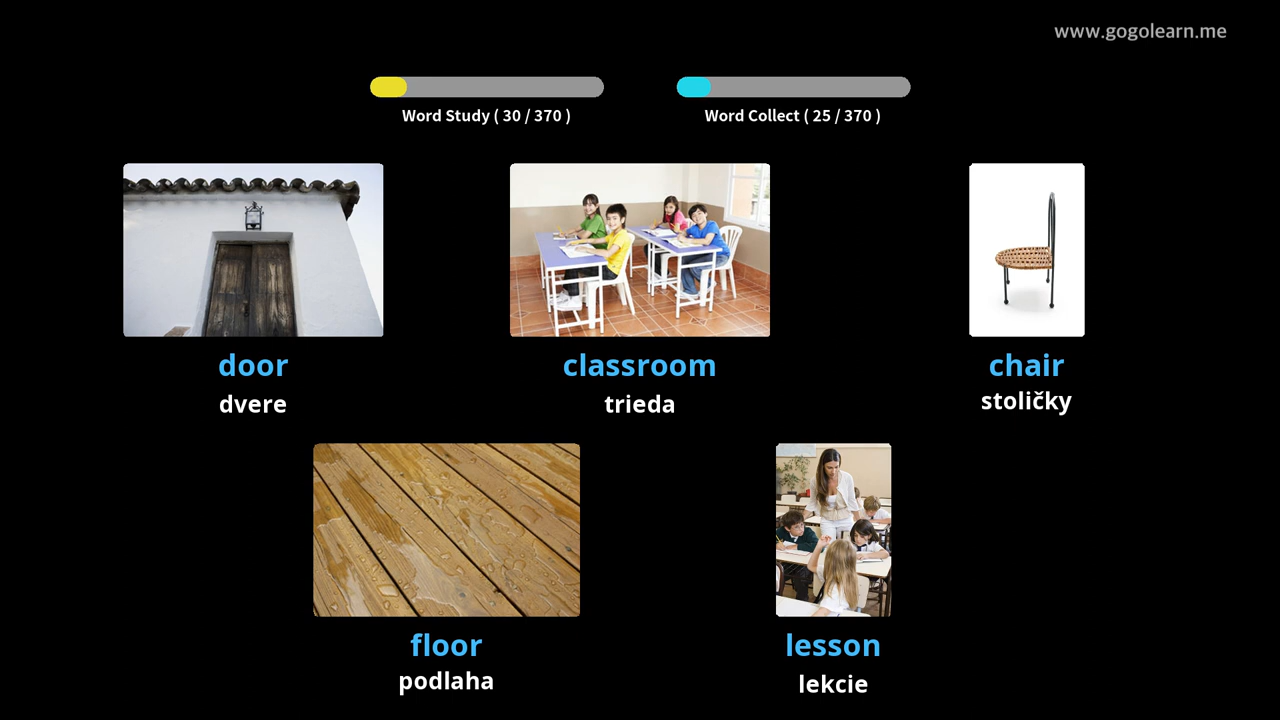 www.gogolearn.me
Word Study ( 30 / 370 )
Word Collect ( 25 / 370 )
door
dvere
classroom
trieda
chair
stoličky
floor
podlaha
lesson
lekcie